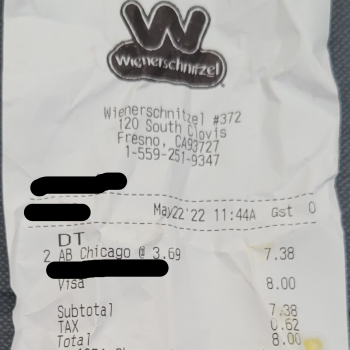 W
Wienerschnitzel
Wienerschnitzel #372
120 South Clovis
Fresno, CA93727
1-559-251-9347
May22'22 11:44A Gst 0
DT
2 AB Chicago @ 3.69 7.38
Visa 8.00
Subtotal 7.38
TAX 0.62
Total 8.00